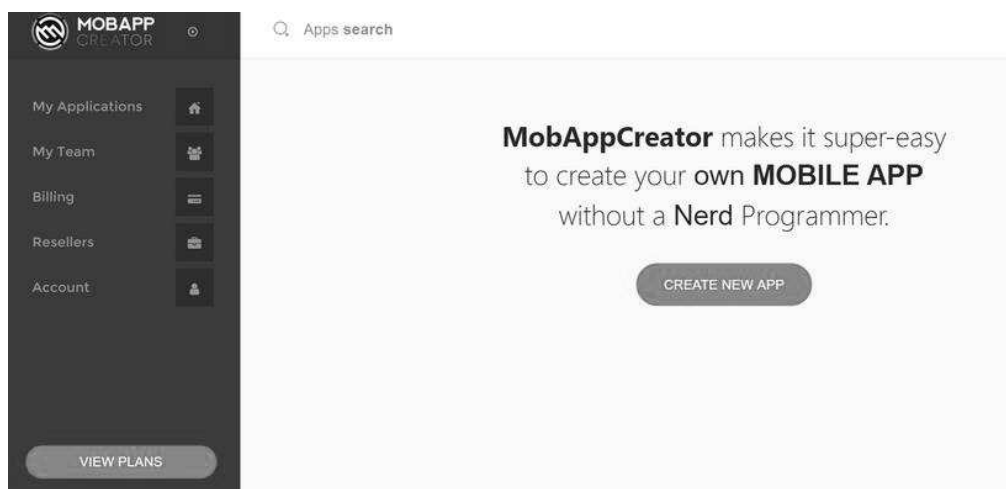 MOBAPP
CREATOR
Apps search
My Applications
My Team
Billing
Resellers
Account
VIEW PLANS
MobAppCreator makes it super-easy
to create your own MOBILE APP
without a Nerd Programmer.
CREATE NEW APP